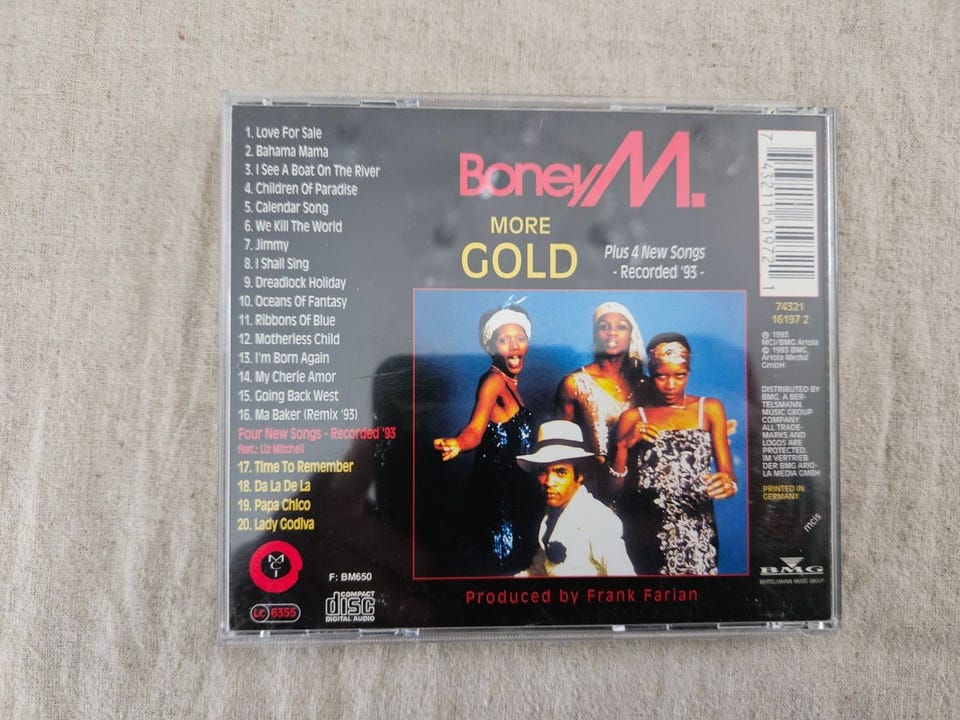 1. Love For Sale
2. Bahama Mama
3. I See A Boat On The River
4. Children Of Paradise
5. Calendar Song
6. We Kill The World
7. Jimmy
8. I Shall Sing
9. Dreadlock Holiday
10. Oceans Of Fantasy
11. Ribbons Of Blue
12. Motherless Child
13. I'm Born Again
14. My Cherie Amor
15. Going Back West
16. Ma Baker (Remix '93)
Four New Songs - Recorded '93
feat.: Liz Mitchell
17. Time To Remember
18. Da La De La
19. Papa Chico
20. Lady Godiva
MCI
LC 6355
F: BM650
COMPACT
disc
DIGITAL AUDIO
Boney M.
MORE
GOLD
Plus 4 New Songs
- Recorded '93 -
Produced by Frank Farian
7 43211 61972 1
74321
16197 2
℗ 1993
MCI/BMG Ariola
© 1993 BMG
Ariola Media
GmbH
DISTRIBUTED BY
BMG, A BER-
TELSMANN
MUSIC GROUP
COMPANY.
ALL TRADE-
MARKS AND
LOGOS ARE
PROTECTED.
IM VERTRIEB
DER BMG ARIO-
LA MEDIA GMBH
PRINTED IN
GERMANY.
mcis
BMG
BERTELSMANN MUSIC GROUP